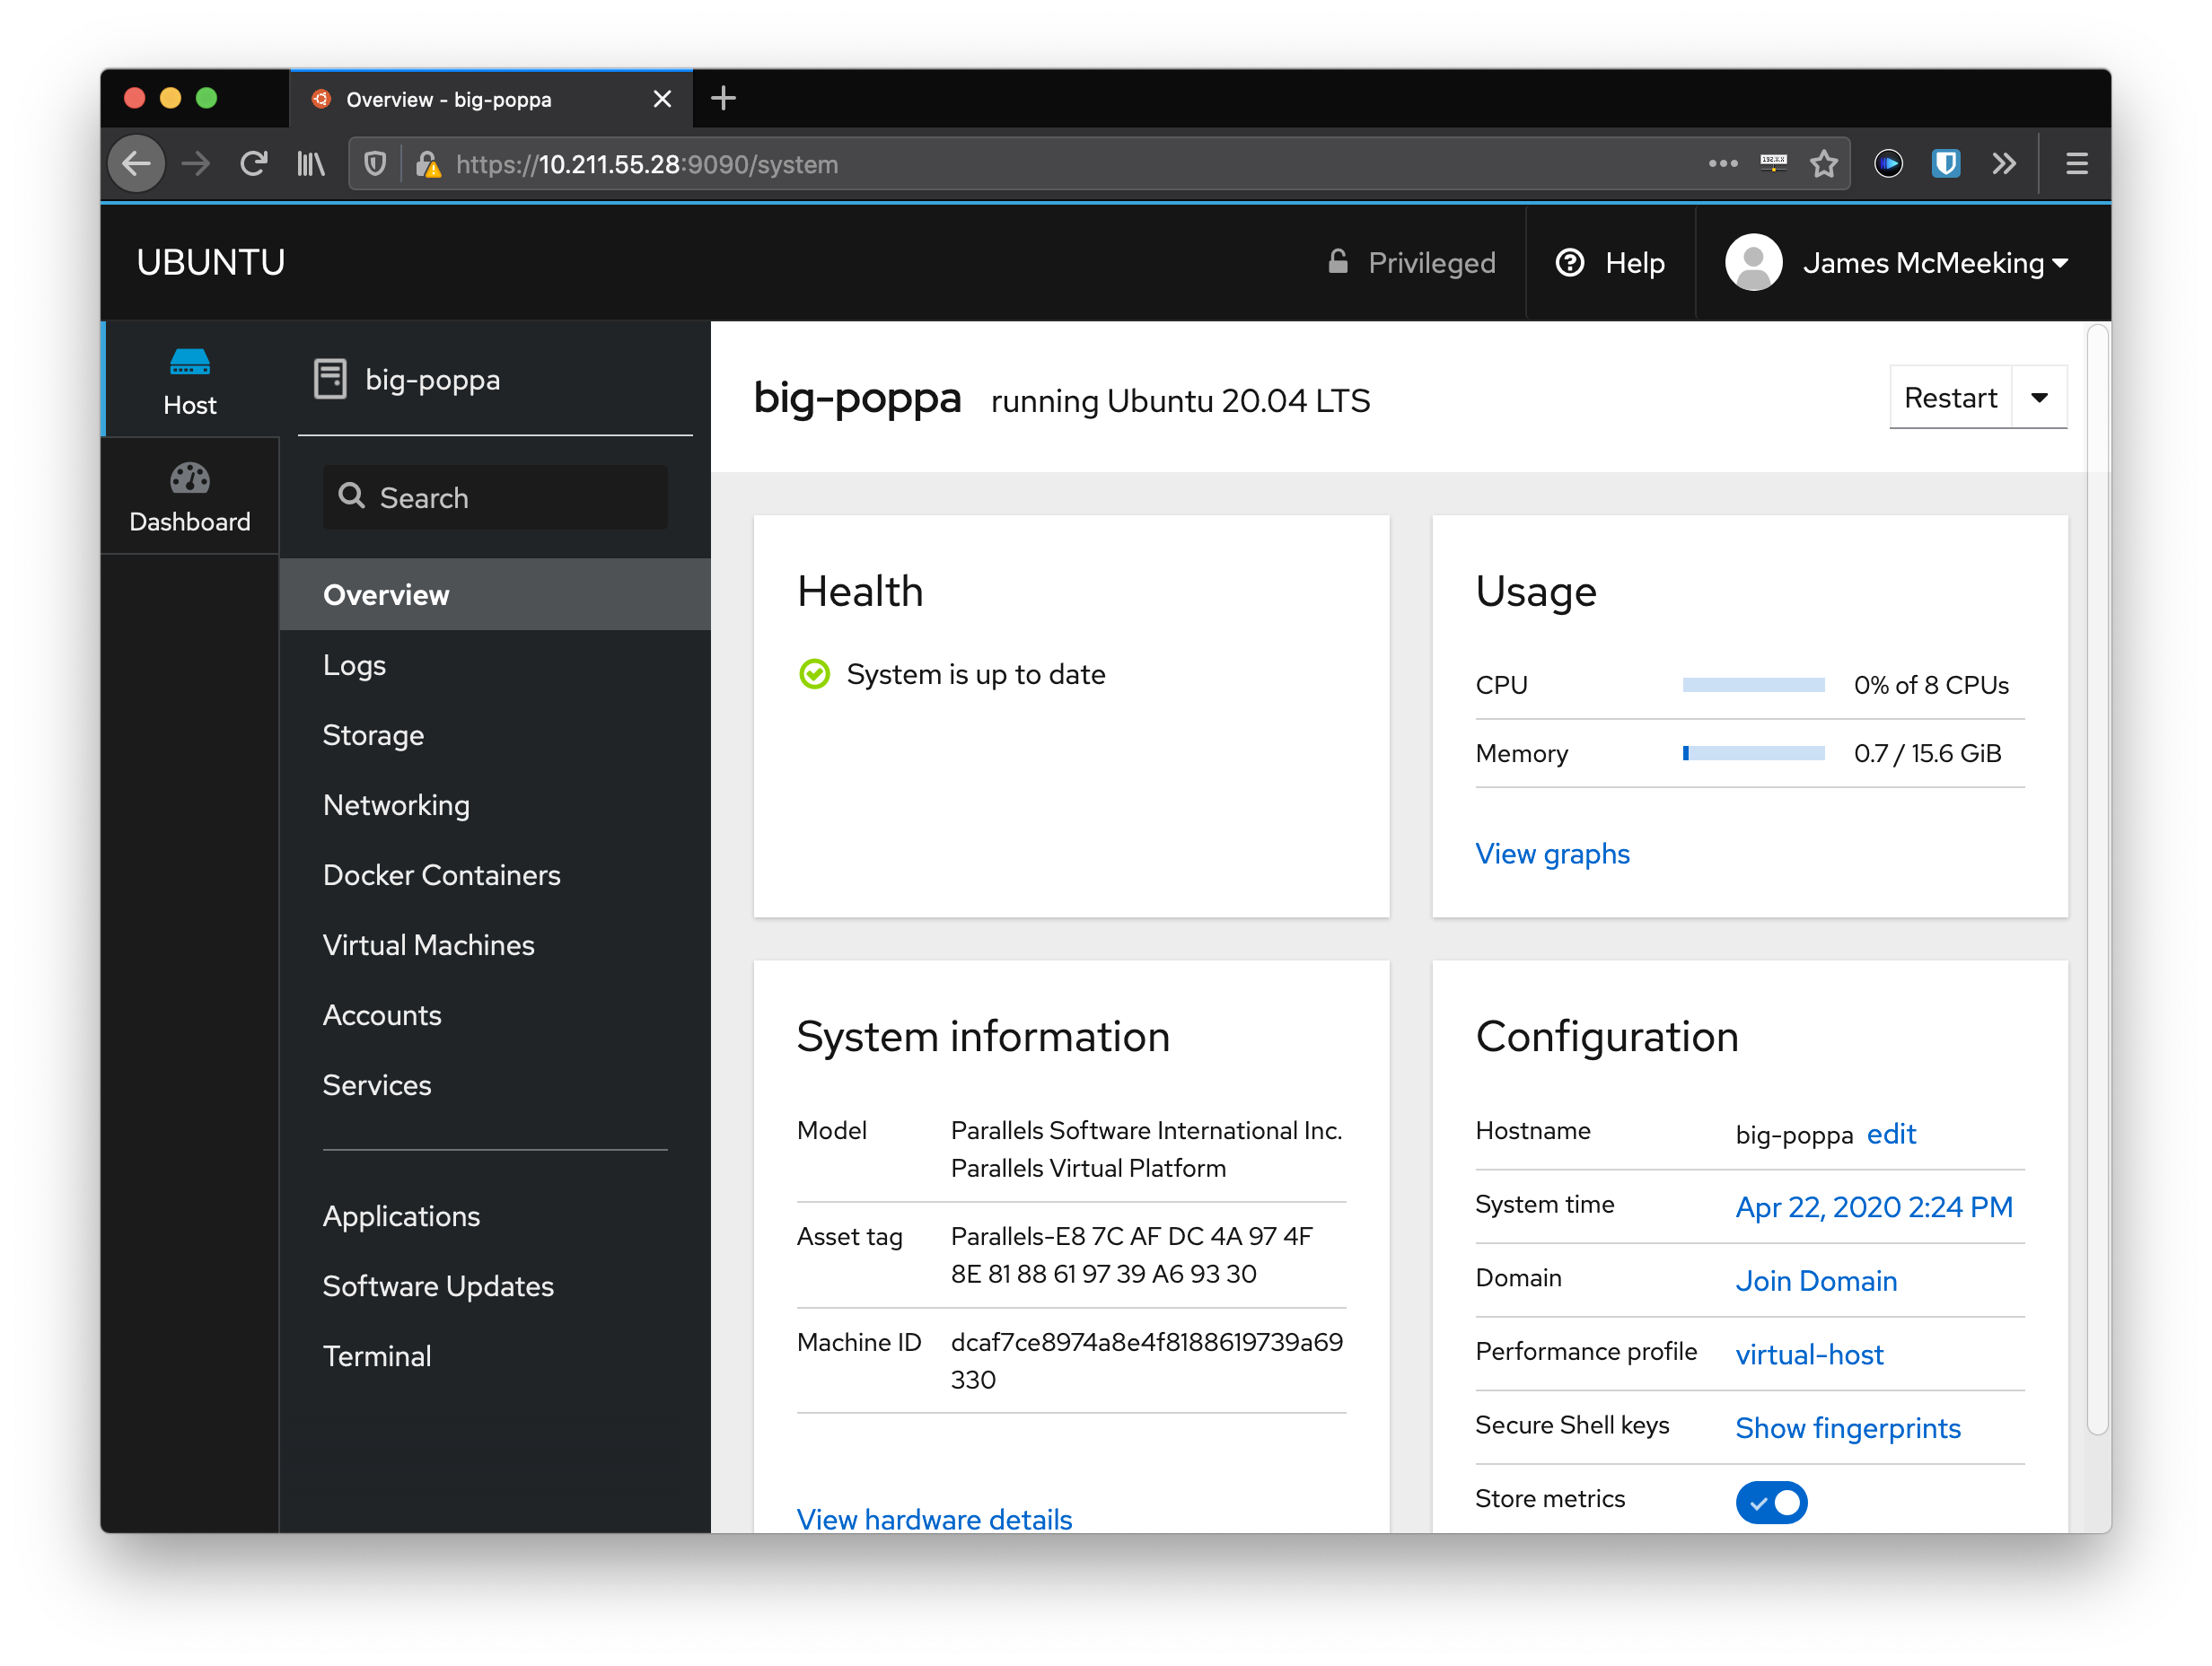 Overview - big-poppa
https://10.211.55.28:9090/system
UBUNTU
Privileged
Help
James McMeeking
Host
Dashboard
big-poppa
Search
Overview
Logs
Storage
Networking
Docker Containers
Virtual Machines
Accounts
Services
Applications
Software Updates
Terminal
big-poppa running Ubuntu 20.04 LTS
Restart
Health
System is up to date
Usage
CPU 0% of 8 CPUs
Memory 0.7 / 15.6 GiB
View graphs
System information
Model Parallels Software International Inc.
Parallels Virtual Platform
Asset tag Parallels-E8 7C AF DC 4A 97 4F
8E 81 88 61 97 39 A6 93 30
Machine ID dcaf7ce8974a8e4f8188619739a69
330
View hardware details
Configuration
Hostname big-poppa edit
System time Apr 22, 2020 2:24 PM
Domain Join Domain
Performance profile virtual-host
Secure Shell keys Show fingerprints
Store metrics